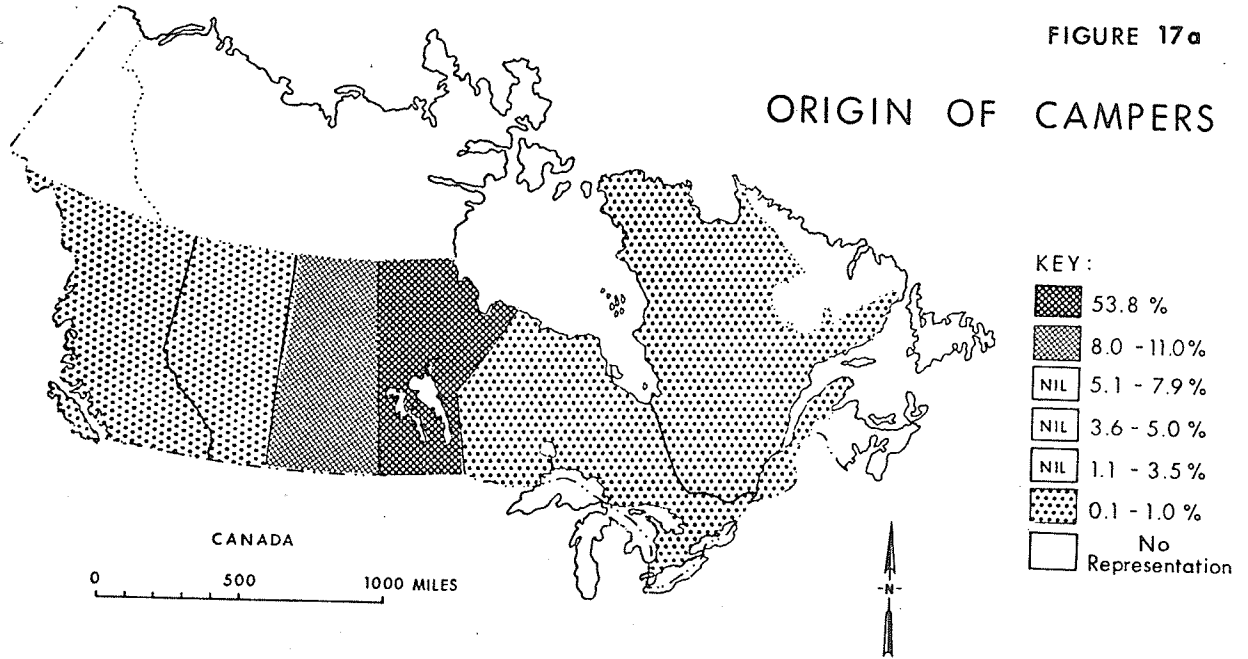 FIGURE 17a
ORIGIN OF CAMPERS
KEY:
53.8 %
8.0 - 11.0%
NIL 5.1 - 7.9%
NIL 3.6 - 5.0 %
NIL 1.1 - 3.5%
0.1 - 1.0 %
No
Representation
CANADA
0 500 1000 MILES
-N-